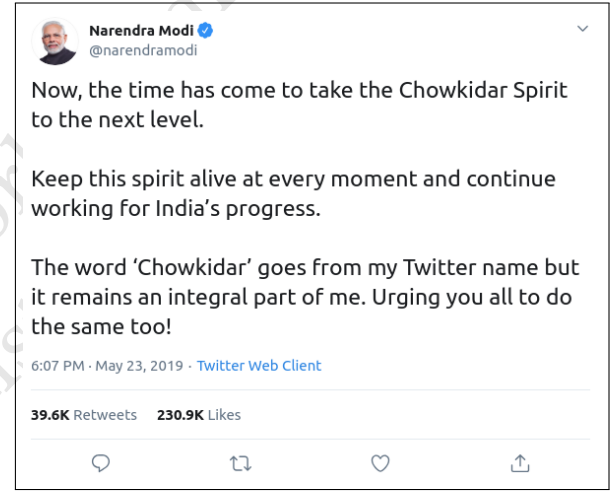 Narendra Modi
@narendramodi
Now, the time has come to take the Chowkidar Spirit
to the next level.
Keep this spirit alive at every moment and continue
working for India's progress.
The word ‘Chowkidar’ goes from my Twitter name but
it remains an integral part of me. Urging you all to do
the same too!
6:07 PM · May 23, 2019 · Twitter Web Client
39.6K Retweets 230.9K Likes